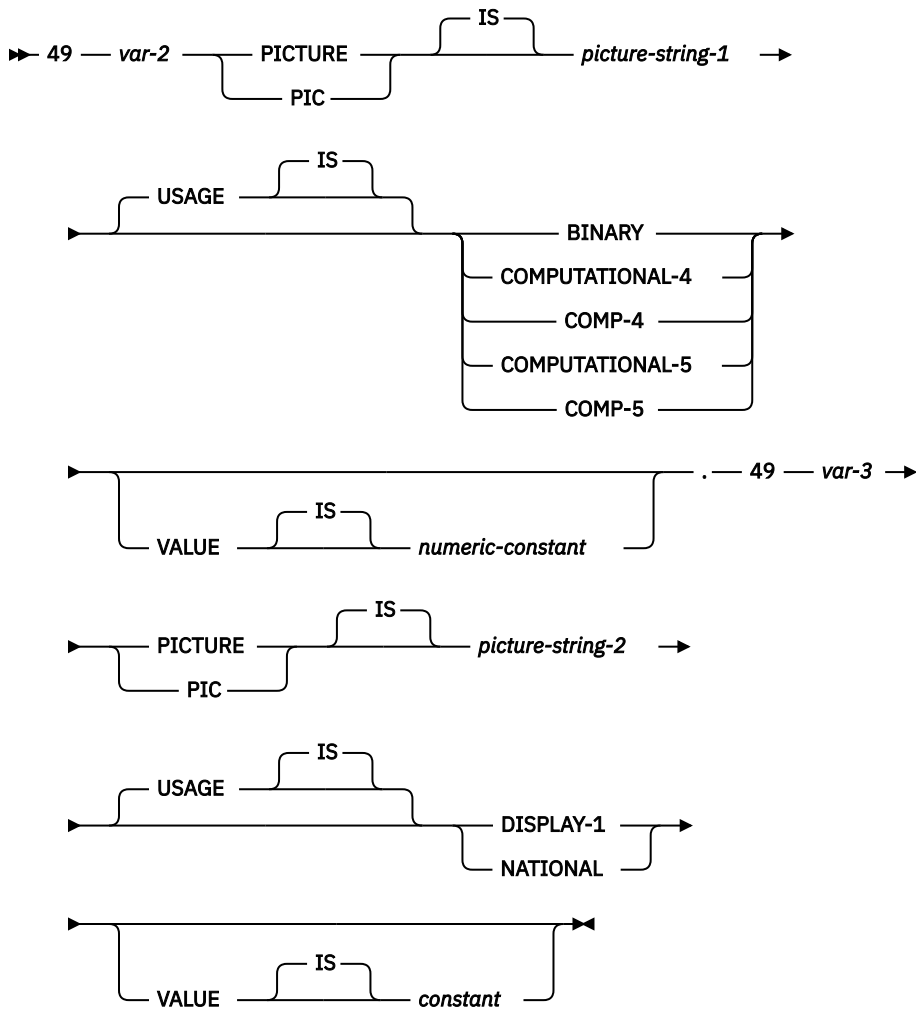 IS
49 var-2 PICTURE picture-string-1
PIC
IS
USAGE
BINARY
COMPUTATIONAL-4
COMP-4
COMPUTATIONAL-5
COMP-5
. 49 var-3
IS
VALUE numeric-constant
IS
PICTURE picture-string-2
PIC
IS
USAGE
DISPLAY-1
NATIONAL
IS
VALUE constant